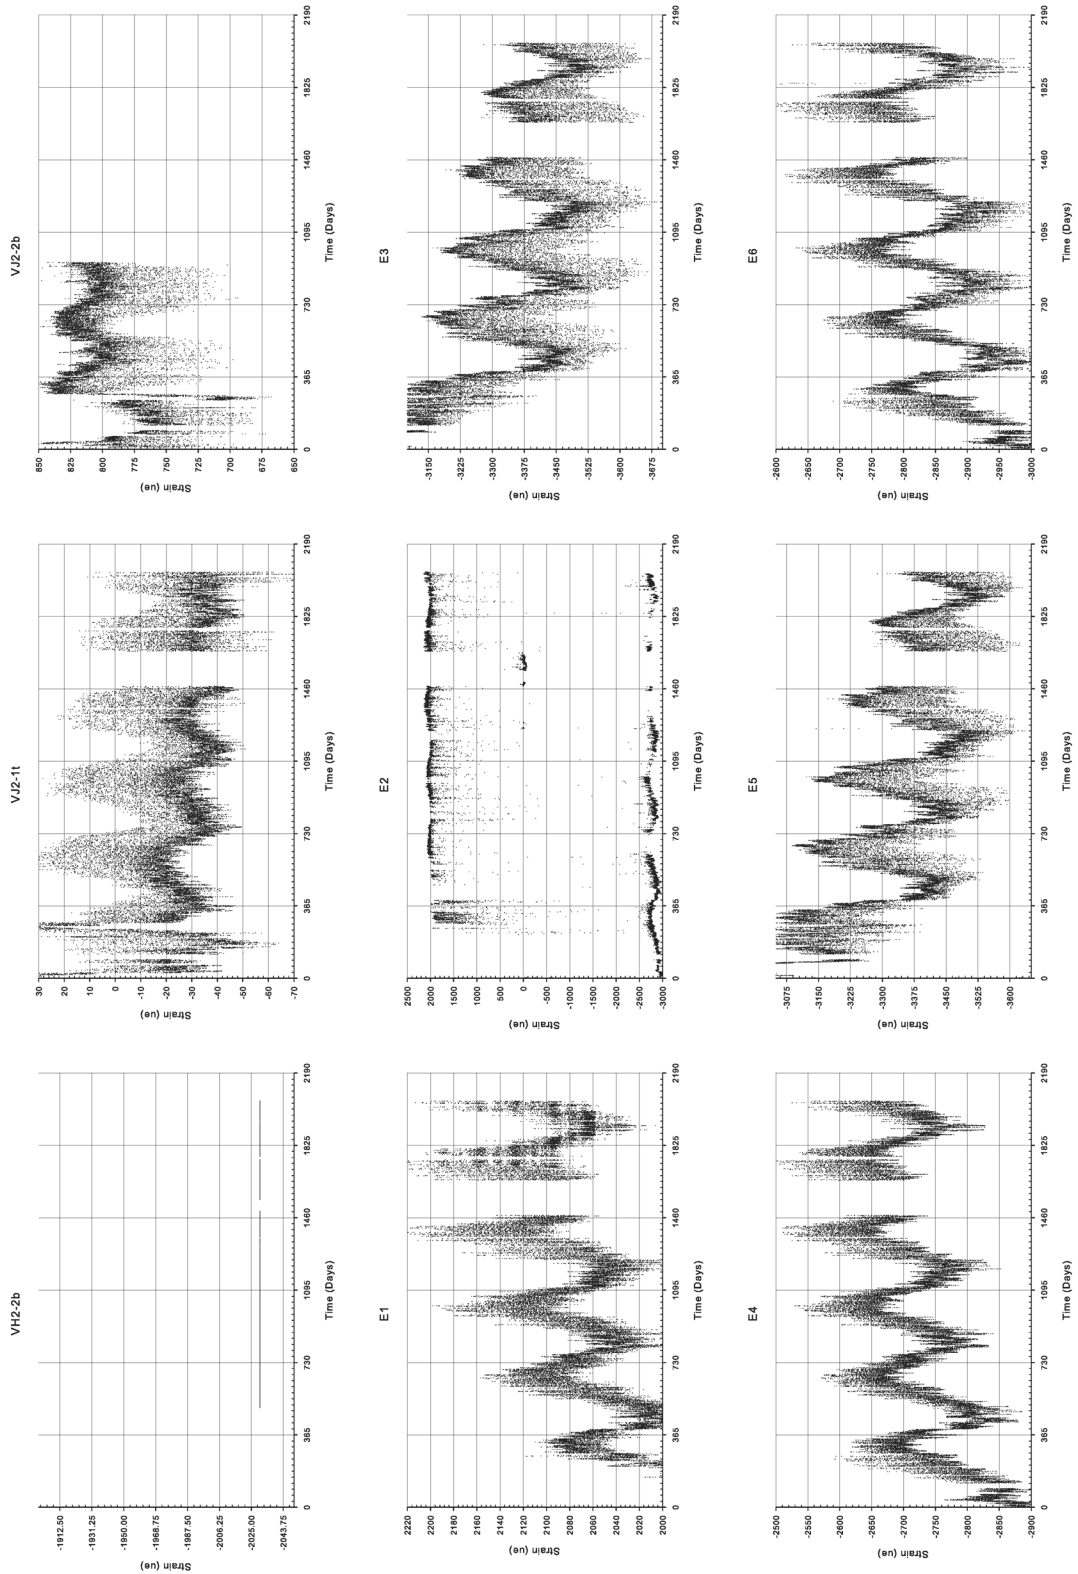 VH2-2b
Strain (ue)
-1912.50
-1931.25
-1950.00
-1968.75
-1987.50
-2006.25
-2025.00
-2043.75
0 365 730 1095 1460 1825 2190
Time (Days)
VJ2-1t
Strain (ue)
30
20
10
0
-10
-20
-30
-40
-50
-60
-70
0 365 730 1095 1460 1825 2190
Time (Days)
VJ2-2b
Strain (ue)
850
825
800
775
750
725
700
675
650
0 365 730 1095 1460 1825 2190
Time (Days)
E1
Strain (ue)
2220
2200
2180
2160
2140
2120
2100
2080
2060
2040
2020
2000
0 365 730 1095 1460 1825 2190
Time (Days)
E2
Strain (ue)
2500
2000
1500
1000
500
0
-500
-1000
-1500
-2000
-2500
-3000
0 365 730 1095 1460 1825 2190
Time (Days)
E3
Strain (ue)
-3150
-3225
-3300
-3375
-3450
-3525
-3600
-3675
0 365 730 1095 1460 1825 2190
Time (Days)
E4
Strain (ue)
-2500
-2550
-2600
-2650
-2700
-2750
-2800
-2850
-2900
0 365 730 1095 1460 1825 2190
Time (Days)
E5
Strain (ue)
-3075
-3150
-3225
-3300
-3375
-3450
-3525
-3600
0 365 730 1095 1460 1825 2190
Time (Days)
E6
Strain (ue)
-2600
-2650
-2700
-2750
-2800
-2850
-2900
-2950
-3000
0 365 730 1095 1460 1825 2190
Time (Days)